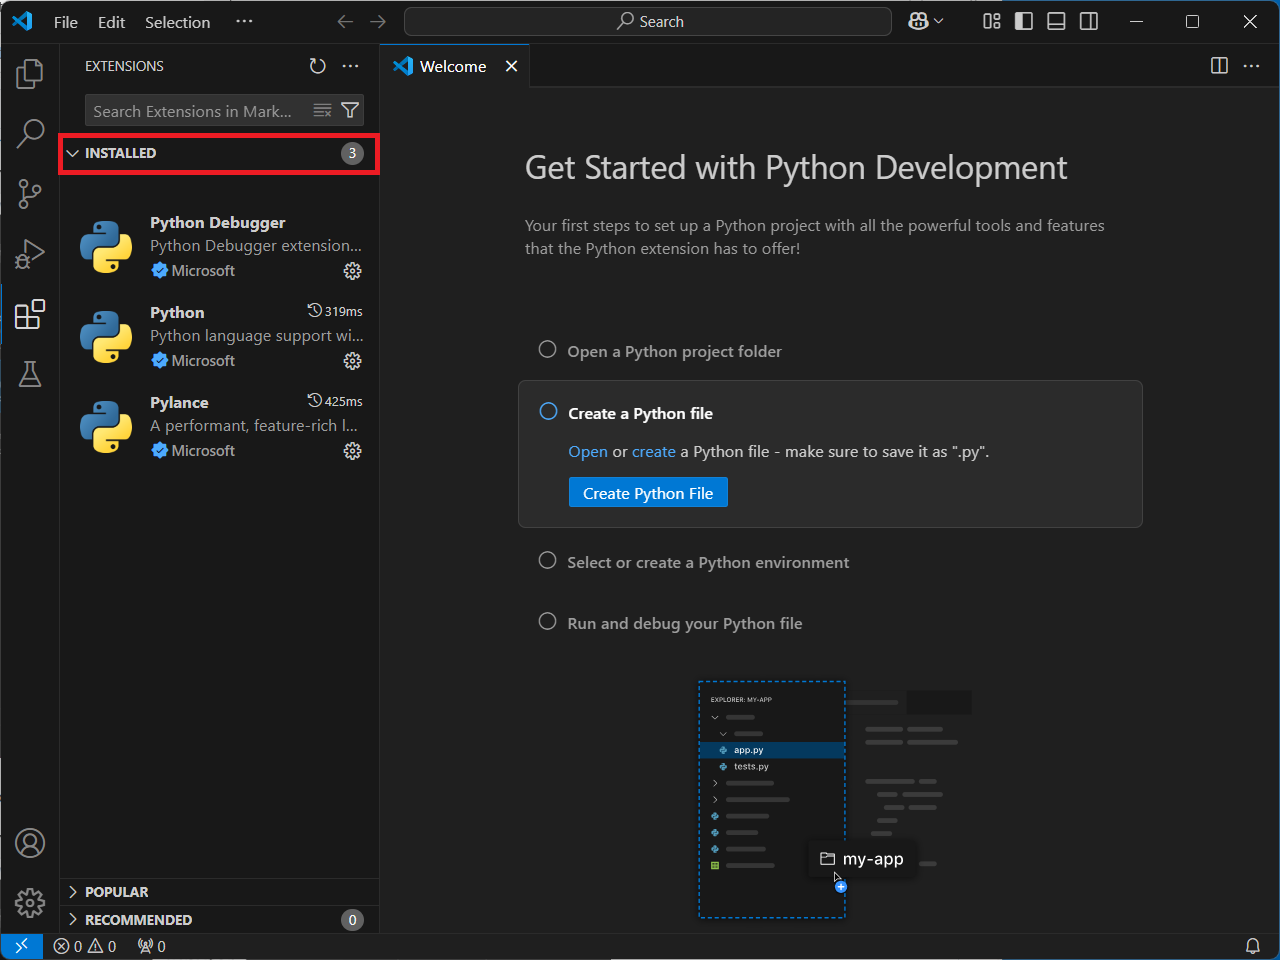 File Edit Selection ···
Search
EXTENSIONS
Search Extensions in Mark...
INSTALLED 3
Python Debugger
Python Debugger extension...
Microsoft
Python 319ms
Python language support wi...
Microsoft
Pylance 425ms
A performant, feature-rich l...
Microsoft
POPULAR
RECOMMENDED 0
Welcome
Get Started with Python Development
Your first steps to set up a Python project with all the powerful tools and features
that the Python extension has to offer!
Open a Python project folder
Create a Python file
Open or create a Python file - make sure to save it as ".py".
Create Python File
Select or create a Python environment
Run and debug your Python file
EXPLORER: MY-APP
app.py
tests.py
my-app
0 0 0